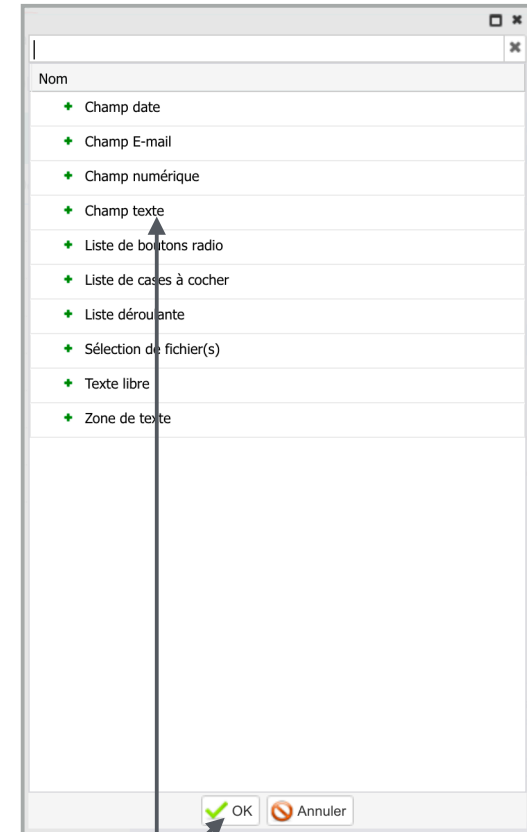 Nom
Champ date
Champ E-mail
Champ numérique
Champ texte
Liste de boutons radio
Liste de cases à cocher
Liste déroulante
Sélection de fichier(s)
Texte libre
Zone de texte
OK Annuler